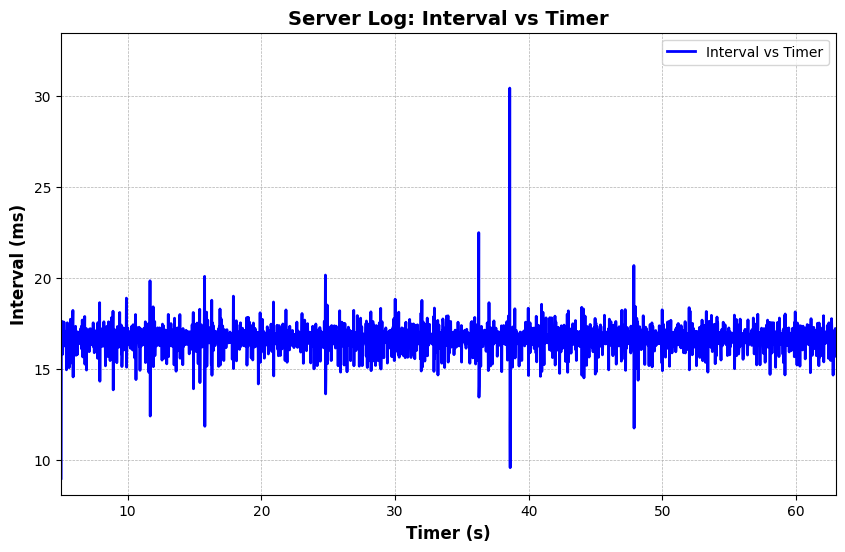 Server Log: Interval vs Timer
Interval vs Timer
30
25
20
15
10
Interval (ms)
10 20 30 40 50 60
Timer (s)